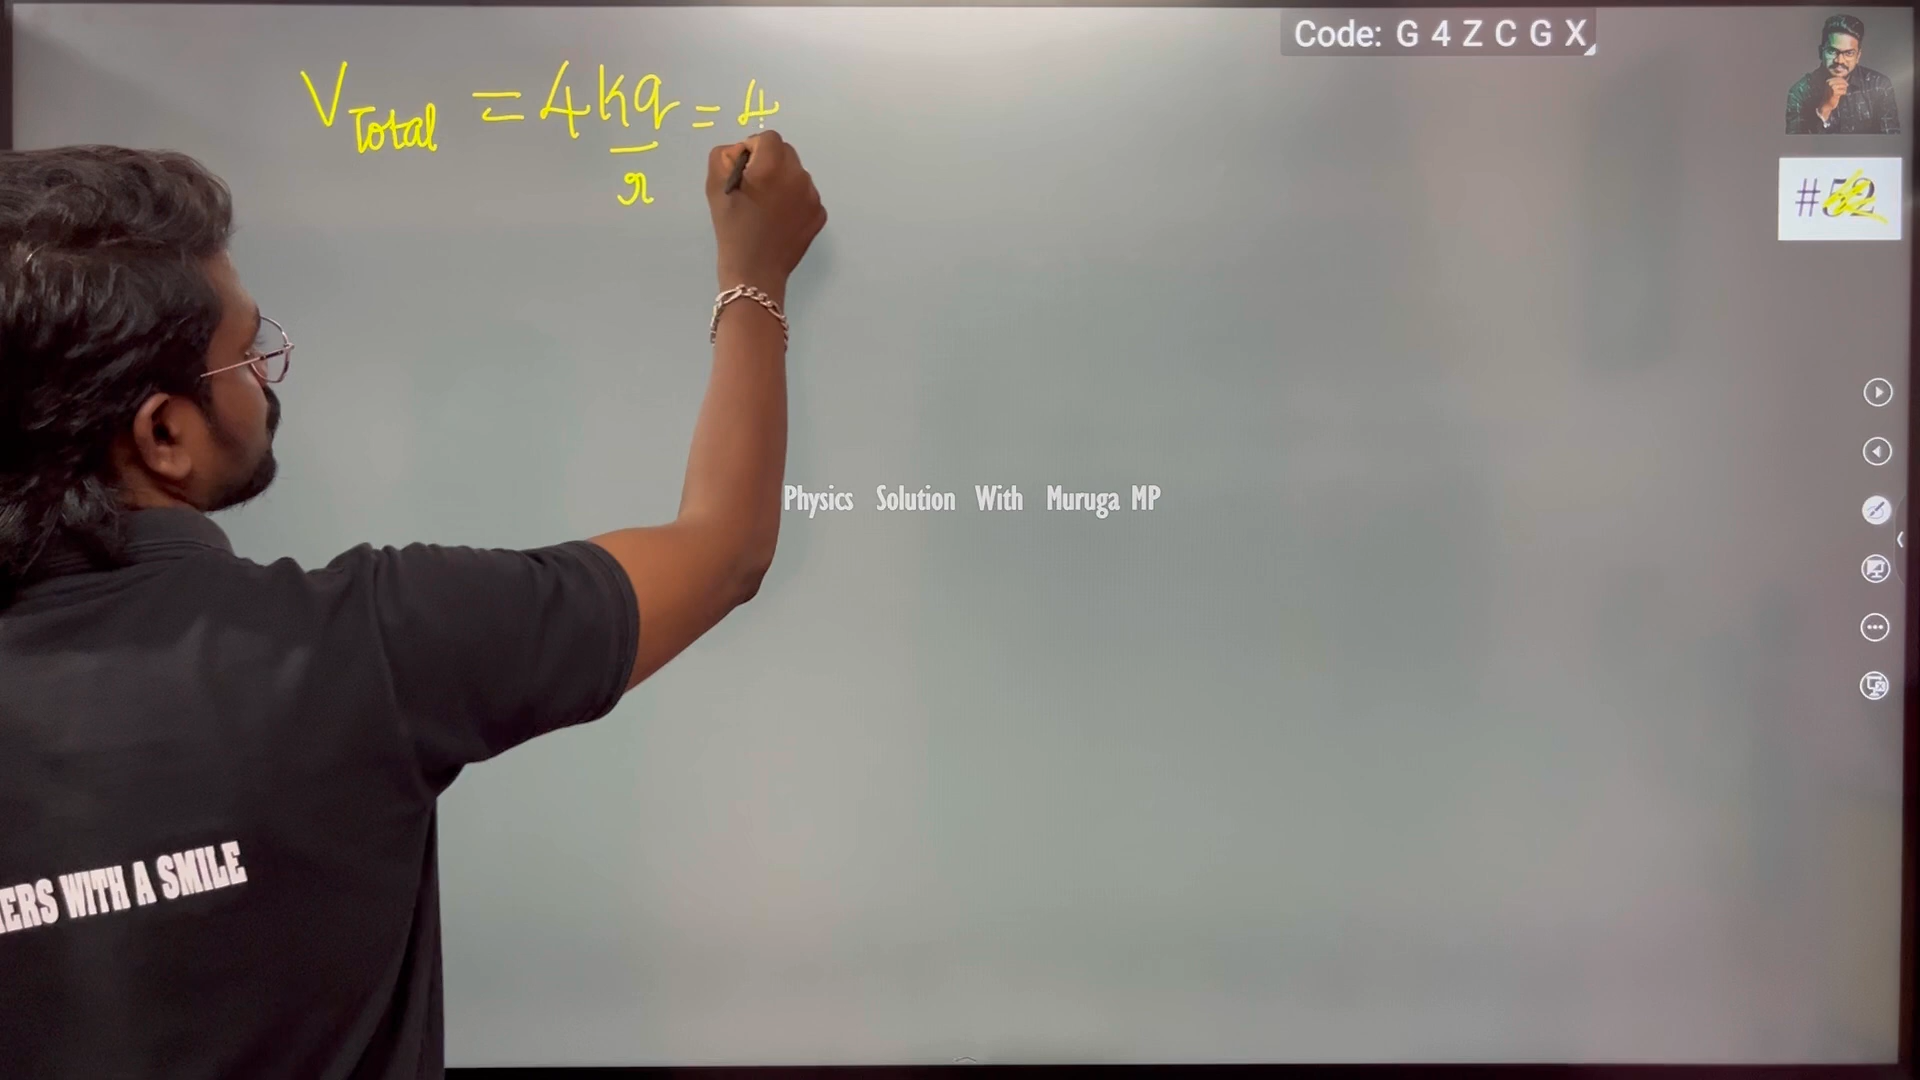 Code: G 4 Z C G X
V Total = 4kq/r = 4
#52
Physics Solution With Muruga MP
ERS WITH A SMILE